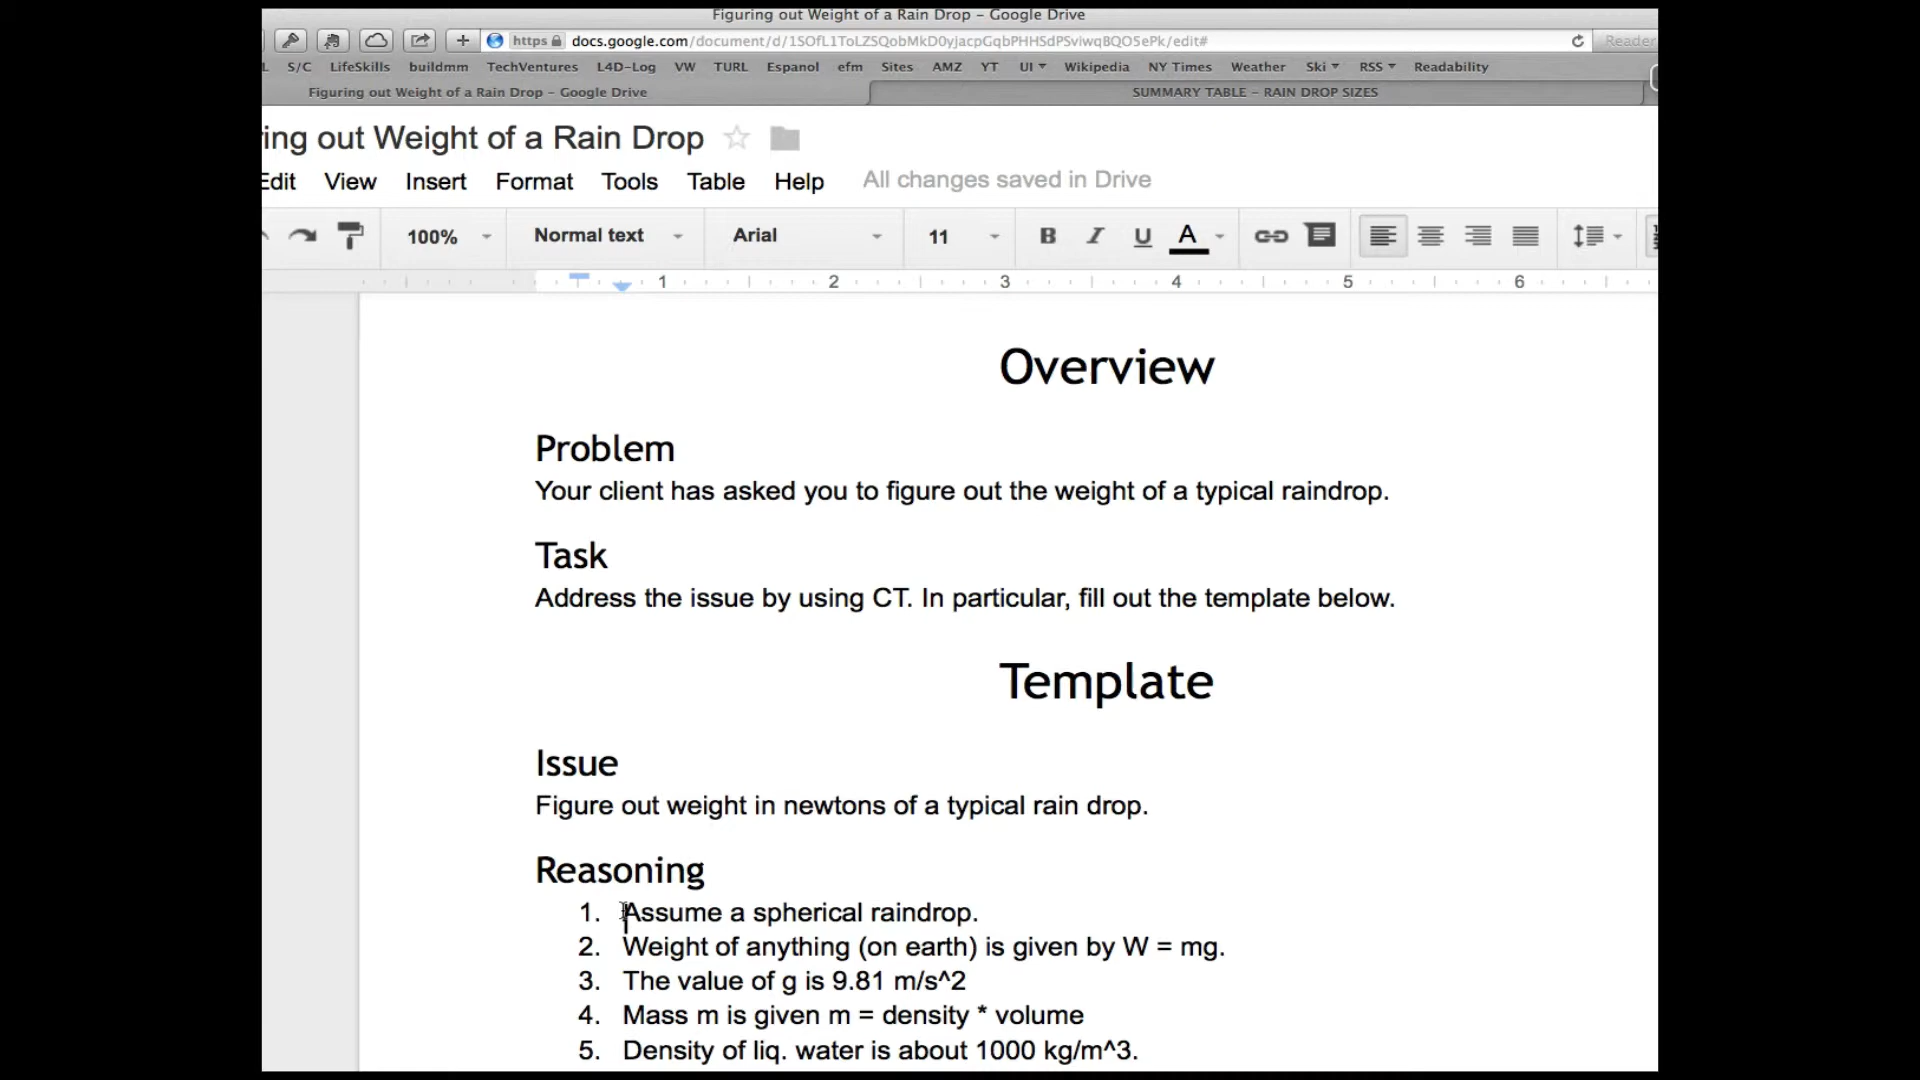 Figuring out Weight of a Rain Drop – Google Drive
https docs.google.com/document/d/1SOfL1ToLZSQobMkD0yjacpGqbPHHSdPSviwqBQO5ePk/edit# Reader
S/C LifeSkills buildmm TechVentures L4D-Log VW TURL Espanol efm Sites AMZ YT UI Wikipedia NY Times Weather Ski RSS Readability
Figuring out Weight of a Rain Drop – Google Drive SUMMARY TABLE – RAIN DROP SIZES
ring out Weight of a Rain Drop
Edit View Insert Format Tools Table Help All changes saved in Drive
100% Normal text Arial 11 B I U A
1 2 3 4 5 6
Overview
Problem
Your client has asked you to figure out the weight of a typical raindrop.
Task
Address the issue by using CT. In particular, fill out the template below.
Template
Issue
Figure out weight in newtons of a typical rain drop.
Reasoning
1. Assume a spherical raindrop.
2. Weight of anything (on earth) is given by W = mg.
3. The value of g is 9.81 m/s^2
4. Mass m is given m = density * volume
5. Density of liq. water is about 1000 kg/m^3.